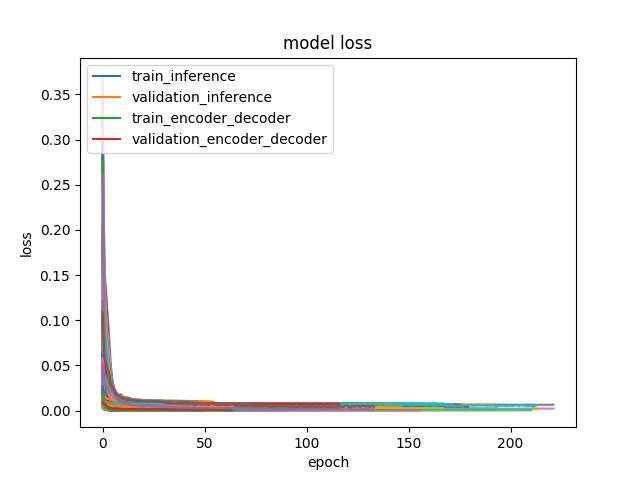 model loss
train_inference
validation_inference
train_encoder_decoder
validation_encoder_decoder
0.35
0.30
0.25
0.20
0.15
0.10
0.05
0.00
loss
0 50 100 150 200
epoch